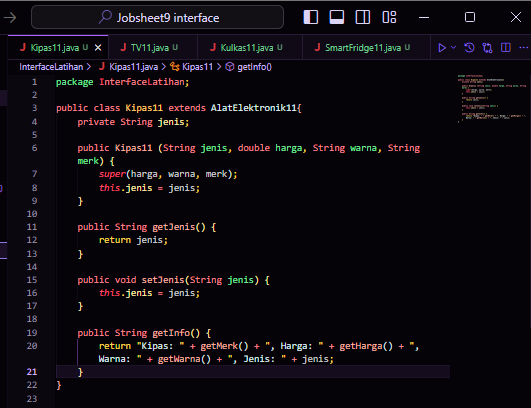 Jobsheet9 interface
J Kipas11.java U × J TV11.java U J Kulkas11.java U J SmartFridge11.java U
InterfaceLatihan > J Kipas11.java > Kipas11 > getInfo()
1 package InterfaceLatihan;
2
3 public class Kipas11 extends AlatElektronik11{
4 private String jenis;
5
6 public Kipas11 (String jenis, double harga, String warna, String
merk) {
7 super(harga, warna, merk);
8 this.jenis = jenis;
9 }
10
11 public String getJenis() {
12 return jenis;
13 }
14
15 public void setJenis(String jenis) {
16 this.jenis = jenis;
17 }
18
19 public String getInfo() {
20 return "Kipas: " + getMerk() + ", Harga: " + getHarga() + ",
Warna: " + getWarna() + ", Jenis: " + jenis;
21 }
22 }
23